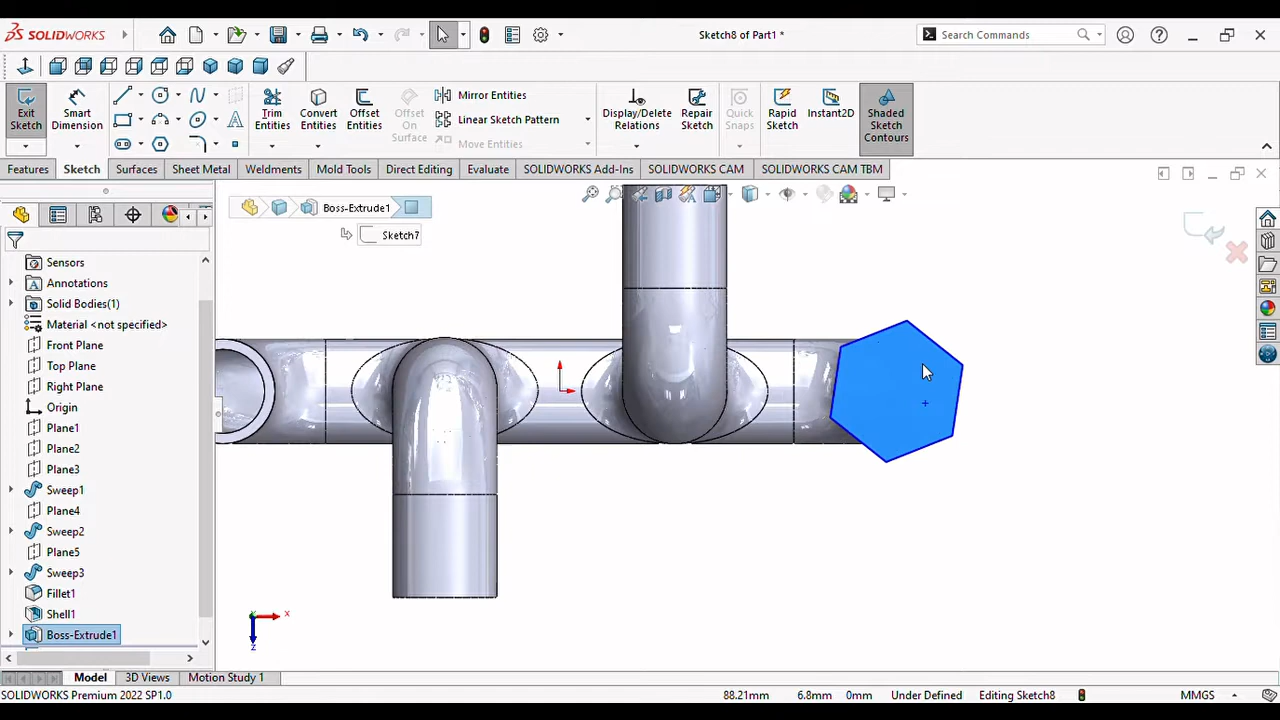 SOLIDWORKS
Sketch8 of Part1 *
Search Commands
Exit Sketch
Smart Dimension
Trim Entities
Convert Entities
Offset Entities
Offset On Surface
Mirror Entities
Linear Sketch Pattern
Move Entities
Display/Delete Relations
Repair Sketch
Quick Snaps
Rapid Sketch
Instant2D
Shaded Sketch Contours
Features
Sketch
Surfaces
Sheet Metal
Weldments
Mold Tools
Direct Editing
Evaluate
SOLIDWORKS Add-Ins
SOLIDWORKS CAM
SOLIDWORKS CAM TBM
Boss-Extrude1
Sketch7
Sensors
Annotations
Solid Bodies(1)
Material <not specified>
Front Plane
Top Plane
Right Plane
Origin
Plane1
Plane2
Plane3
Sweep1
Plane4
Sweep2
Plane5
Sweep3
Fillet1
Shell1
Boss-Extrude1
x
z
Model
3D Views
Motion Study 1
SOLIDWORKS Premium 2022 SP1.0
88.21mm
6.8mm
0mm
Under Defined
Editing Sketch8
MMGS